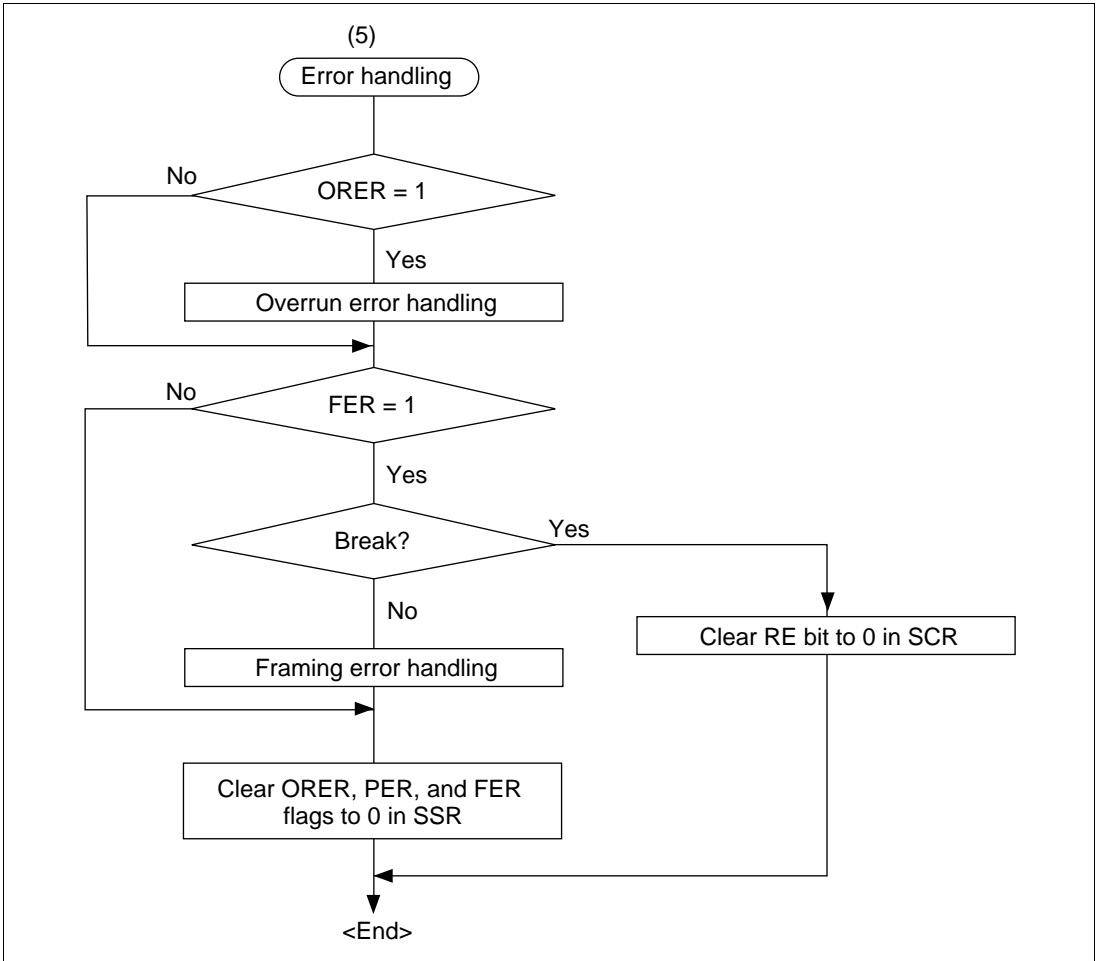 (5)
Error handling
No
ORER = 1
Yes
Overrun error handling
No
FER = 1
Yes
Break?
Yes
No
Clear RE bit to 0 in SCR
Framing error handling
Clear ORER, PER, and FER
flags to 0 in SSR
<End>